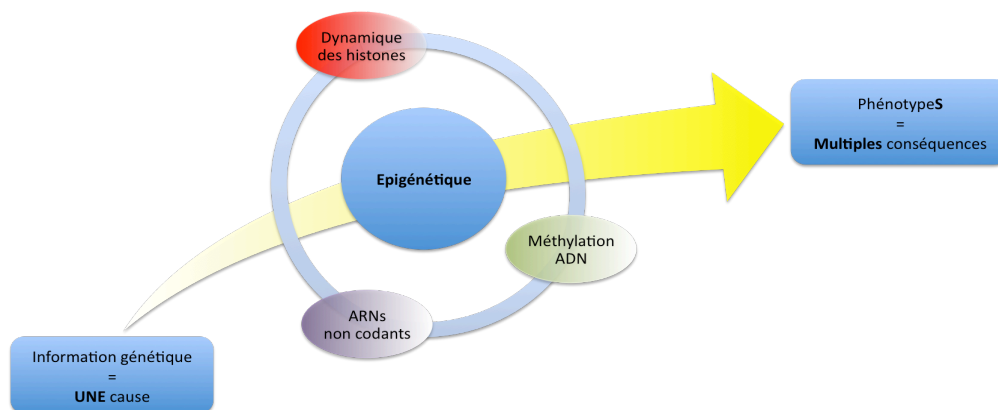 Dynamique
des histones
PhénotypeS
=
Multiples conséquences
Epigénétique
Méthylation
ADN
ARNs
non codants
Information génétique
=
UNE cause